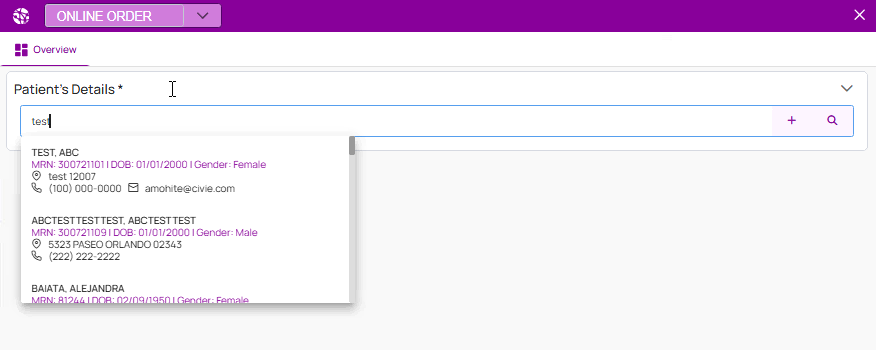 ONLINE ORDER
Overview
Patient's Details *
test
TEST, ABC
MRN: 300721101 | DOB: 01/01/2000 | Gender: Female
test 12007
(100) 000-0000 amohite@civie.com
ABCTESTTESTTEST, ABCTESTTEST
MRN: 300721109 | DOB: 01/01/2000 | Gender: Male
5323 PASEO ORLANDO 02343
(222) 222-2222
BAIATA, ALEJANDRA
MRN: 81244 | DOB: 02/09/1950 | Gender: Female